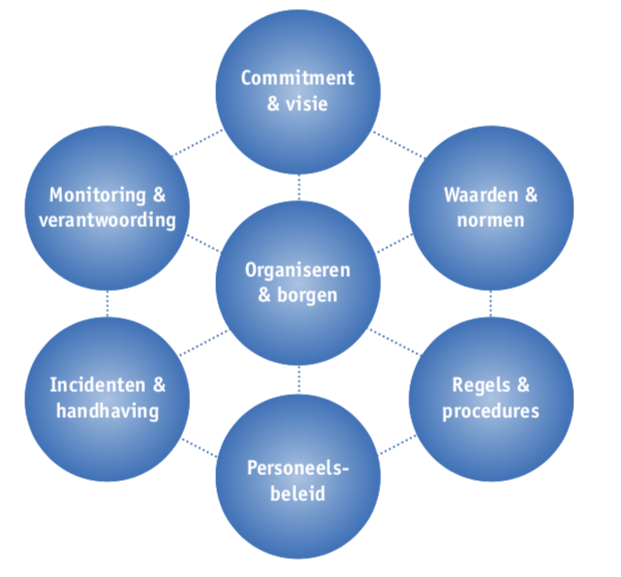 Commitment
& visie
Monitoring &
verantwoording
Waarden &
normen
Organiseren
& borgen
Incidenten &
handhaving
Regels &
procedures
Personeels-
beleid